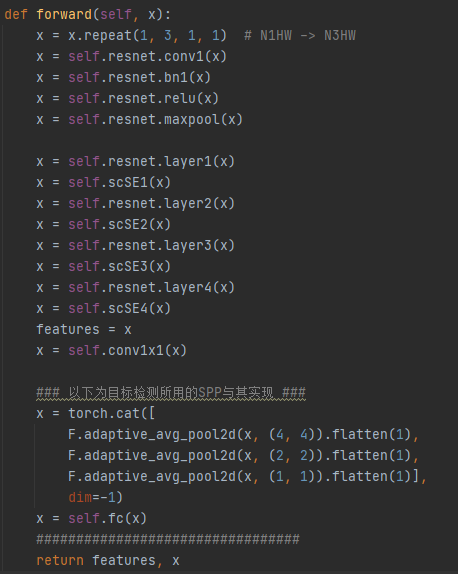 def forward(self, x):
    x = x.repeat(1, 3, 1, 1)  # N1HW -> N3HW
    x = self.resnet.conv1(x)
    x = self.resnet.bn1(x)
    x = self.resnet.relu(x)
    x = self.resnet.maxpool(x)

    x = self.resnet.layer1(x)
    x = self.scSE1(x)
    x = self.resnet.layer2(x)
    x = self.scSE2(x)
    x = self.resnet.layer3(x)
    x = self.scSE3(x)
    x = self.resnet.layer4(x)
    x = self.scSE4(x)
    features = x
    x = self.conv1x1(x)

    ### 以下为目标检测所用的SPP与其实现 ###
    x = torch.cat([
        F.adaptive_avg_pool2d(x, (4, 4)).flatten(1),
        F.adaptive_avg_pool2d(x, (2, 2)).flatten(1),
        F.adaptive_avg_pool2d(x, (1, 1)).flatten(1)],
        dim=-1)
    x = self.fc(x)
    #################################
    return features, x